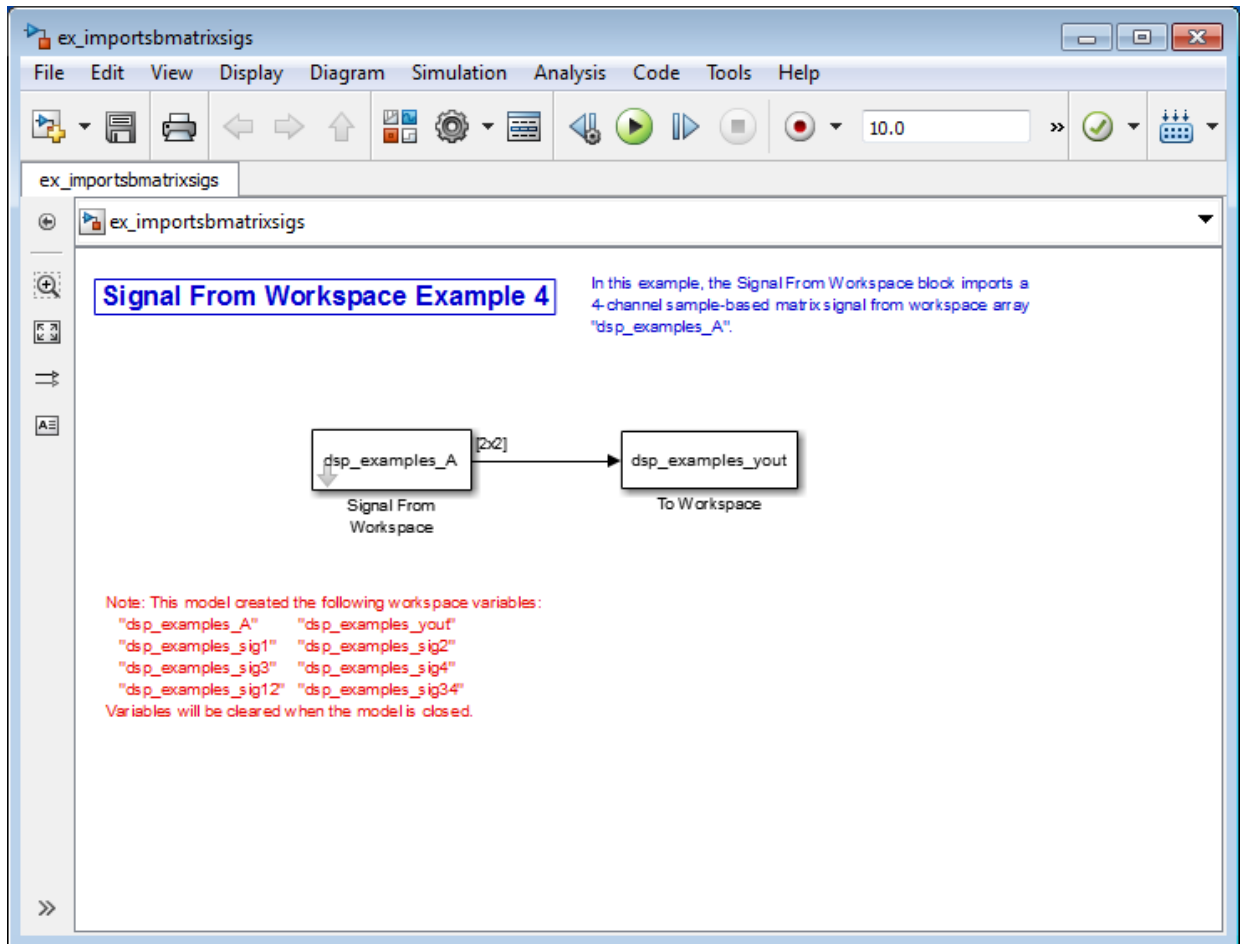 ex_importsbmatrixsigs
File Edit View Display Diagram Simulation Analysis Code Tools Help
10.0
»
ex_importsbmatrixsigs
ex_importsbmatrixsigs
Signal From Workspace Example 4
In this example, the Signal From Workspace block imports a
4-channel sample-based matrix signal from workspace array
"dsp_examples_A".
dsp_examples_A
[2x2]
dsp_examples_yout
Signal From
Workspace
To Workspace
Note: This model created the following workspace variables:
"dsp_examples_A" "dsp_examples_yout"
"dsp_examples_sig1" "dsp_examples_sig2"
"dsp_examples_sig3" "dsp_examples_sig4"
"dsp_examples_sig12" "dsp_examples_sig34"
Variables will be cleared when the model is closed.
A
»